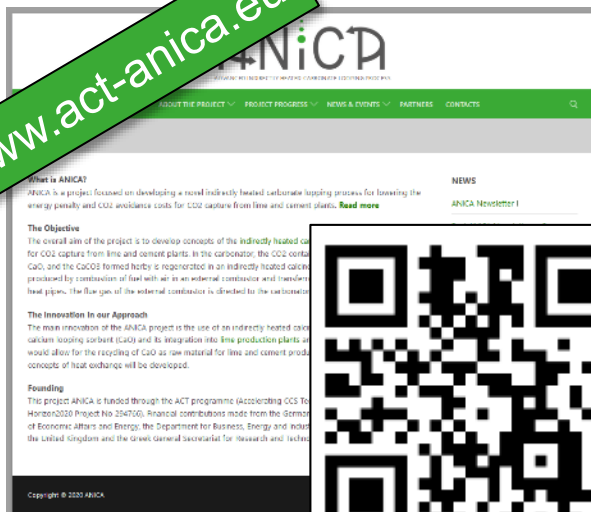 www.act-anica.eu
ANiCA
ADVANCED INDIRECTLY HEATED CARBONATE LOOPING PROCESS
ABOUT THE PROJECT PROJECT PROGRESS NEWS & EVENTS PARTNERS CONTACTS
What is ANICA?
ANICA is a project focused on developing a novel indirectly heated carbonate lopping process for lowering the
energy penalty and CO2 avoidance costs for CO2 capture from lime and cement plants. Read more
The Objective
The overall aim of the project is to develop concepts of the indirectly heated
for CO2 capture from lime and cement plants. In the carbonator, the CO2
CaO, and the CaCO3 formed herby is regenerated in an indirectly heated
produced by combustion of fuel with air in an external combustor and
heat pipes. The flue gas of the external combustor is directed to the carbonator
The Innovation in our Approach
The main innovation of the ANICA project is the use of an indirectly heated
calcium looping sorbent (CaO) and its integration into lime production plants
would allow for the recycling of CaO as raw material for lime and cement
concepts of heat exchange will be developed.
Founding
This project ANICA is funded through the ACT programme (Accelerating CCS
Horizon2020 Project No 294766). Financial contributions made from the
of Economic Affairs and Energy, the Department for Business, Energy and
the United Kingdom and the Greek General Secretariat for Research and
NEWS
ANICA Newsletter I
Copyright © 2020 ANICA